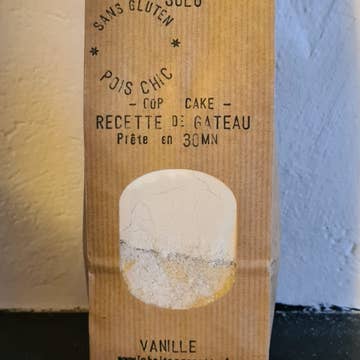 SANS GLUTEN
POIS CHIC
- CUP CAKE -
RECETTE DE GATEAU
Prête en 30MN
VANILLE